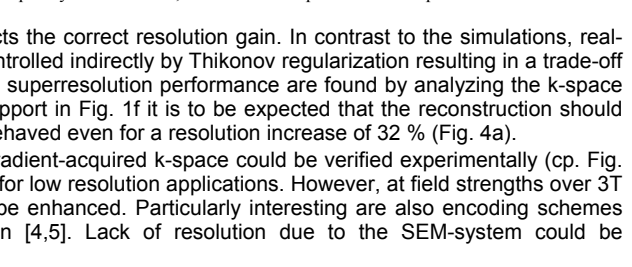 cts the correct resolution gain. In contrast to the simulations, real-
ntrolled indirectly by Thikonov regularization resulting in a trade-off
superresolution performance are found by analyzing the k-space
pport in Fig. 1f it is to be expected that the reconstruction should
ehaved even for a resolution increase of 32 % (Fig. 4a).
radient-acquired k-space could be verified experimentally (cp. Fig.
for low resolution applications. However, at field strengths over 3T
be enhanced. Particularly interesting are also encoding schemes
n [4,5]. Lack of resolution due to the SEM-system could be